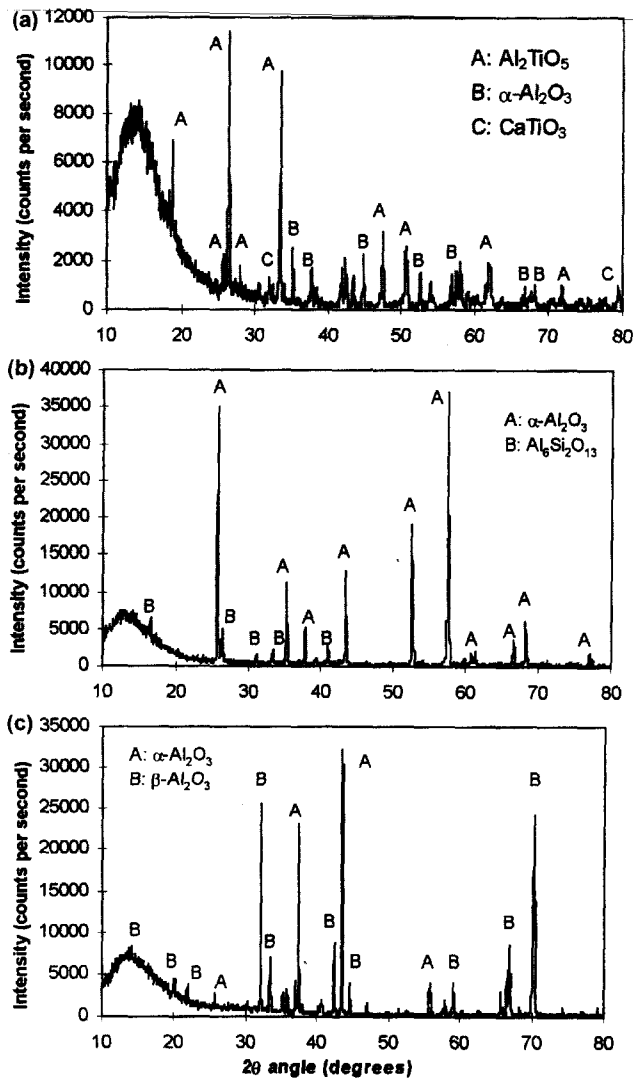 (a)
Intensity (counts per second)
12000
10000
8000
6000
4000
2000
0
A: Al₂TiO₅
B: α-Al₂O₃
C: CaTiO₃
A
A
A
A
A
C
B
B
B
A
A
B
B
A
B
B
A
C
10 20 30 40 50 60 70 80
(b)
Intensity (counts per second)
40000
35000
30000
25000
20000
15000
10000
5000
0
A: α-Al₂O₃
B: Al₆Si₂O₁₃
B
A
B
B
B
A
A
B
A
A
A
A
A
A
A
10 20 30 40 50 60 70 80
(c)
Intensity (counts per second)
35000
30000
25000
20000
15000
10000
5000
0
A: α-Al₂O₃
B: β-Al₂O₃
B
B
B
A
B
B
A
B
A
B
A
B
B
B
10 20 30 40 50 60 70 80
2θ angle (degrees)